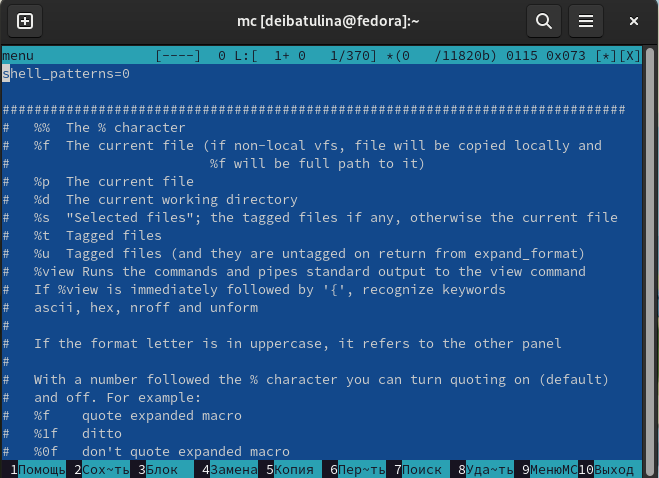 mc [deibatulina@fedora]:~
menu [----] 0 L:[ 1+ 0 1/370] *(0 /11820b) 0115 0x073 [*][X]
shell_patterns=0
##############################################################################
# %% The % character
# %f The current file (if non-local vfs, file will be copied locally and
# %f will be full path to it)
# %p The current file
# %d The current working directory
# %s "Selected files"; the tagged files if any, otherwise the current file
# %t Tagged files
# %u Tagged files (and they are untagged on return from expand_format)
# %view Runs the commands and pipes standard output to the view command
# If %view is immediately followed by '{', recognize keywords
# ascii, hex, nroff and unform
#
# If the format letter is in uppercase, it refers to the other panel
#
# With a number followed the % character you can turn quoting on (default)
# and off. For example:
# %f quote expanded macro
# %1f ditto
# %0f don't quote expanded macro
1Помощь 2Сох~ть 3Блок 4Замена 5Копия 6Пер~ть 7Поиск 8Уда~ть 9МенюMC 10Выход